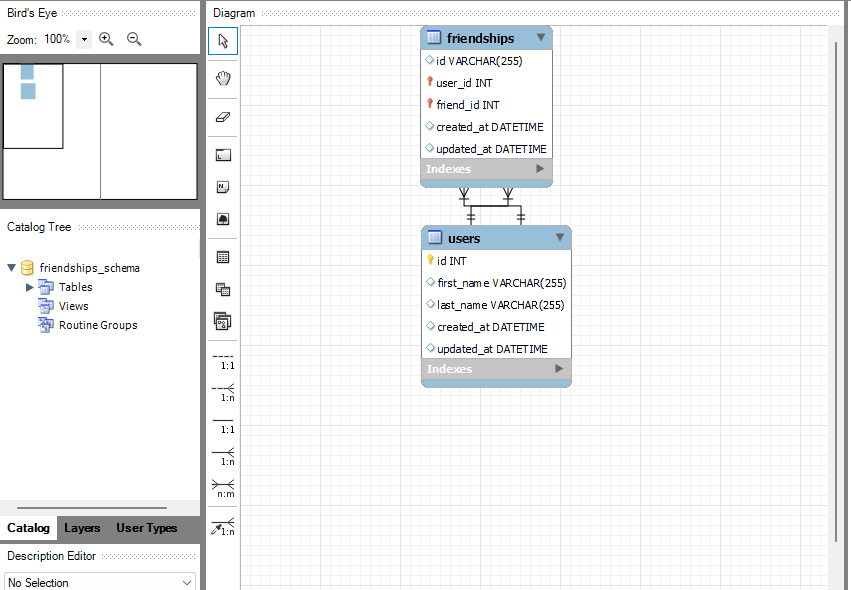 Bird's Eye
Zoom: 100%
Catalog Tree
friendships_schema
Tables
Views
Routine Groups
Catalog Layers User Types
Description Editor
No Selection
Diagram
L
N
1:1
1:n
1:1
1:n
n:m
1:n
friendships
id VARCHAR(255)
user_id INT
friend_id INT
created_at DATETIME
updated_at DATETIME
Indexes
users
id INT
first_name VARCHAR(255)
last_name VARCHAR(255)
created_at DATETIME
updated_at DATETIME
Indexes